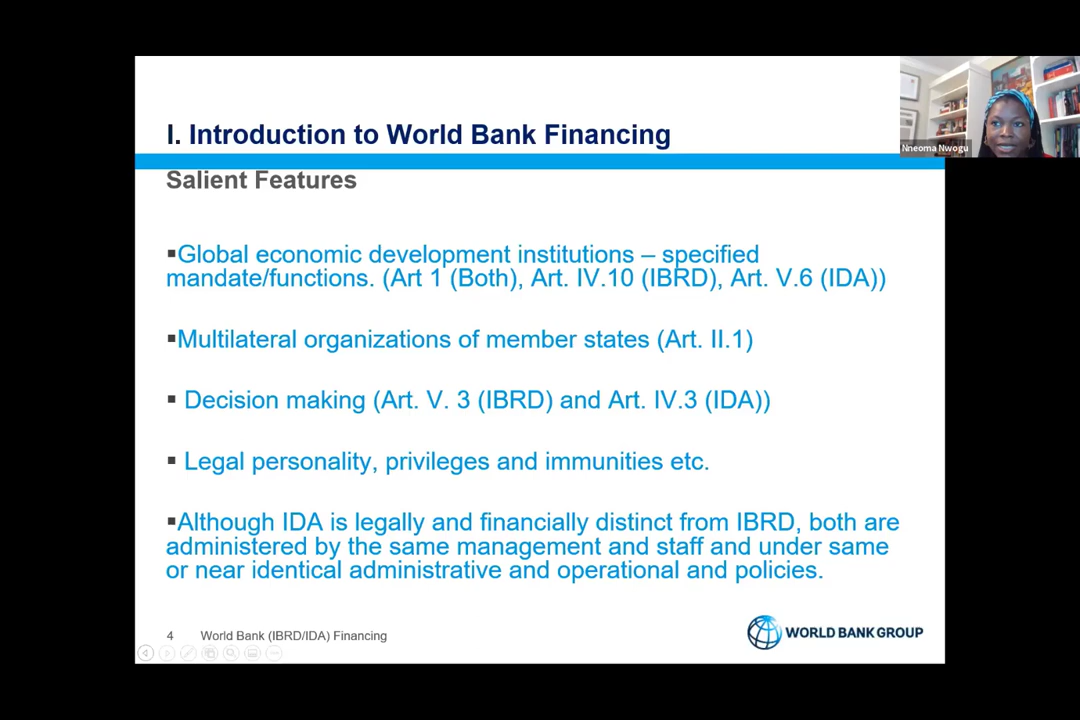 I. Introduction to World Bank Financing
Nneoma Nwogu
Salient Features
▪Global economic development institutions – specified
mandate/functions. (Art 1 (Both), Art. IV.10 (IBRD), Art. V.6 (IDA))
▪Multilateral organizations of member states (Art. II.1)
▪ Decision making (Art. V. 3 (IBRD) and Art. IV.3 (IDA))
▪ Legal personality, privileges and immunities etc.
▪Although IDA is legally and financially distinct from IBRD, both are
administered by the same management and staff and under same
or near identical administrative and operational and policies.
4 World Bank (IBRD/IDA) Financing
WORLD BANK GROUP